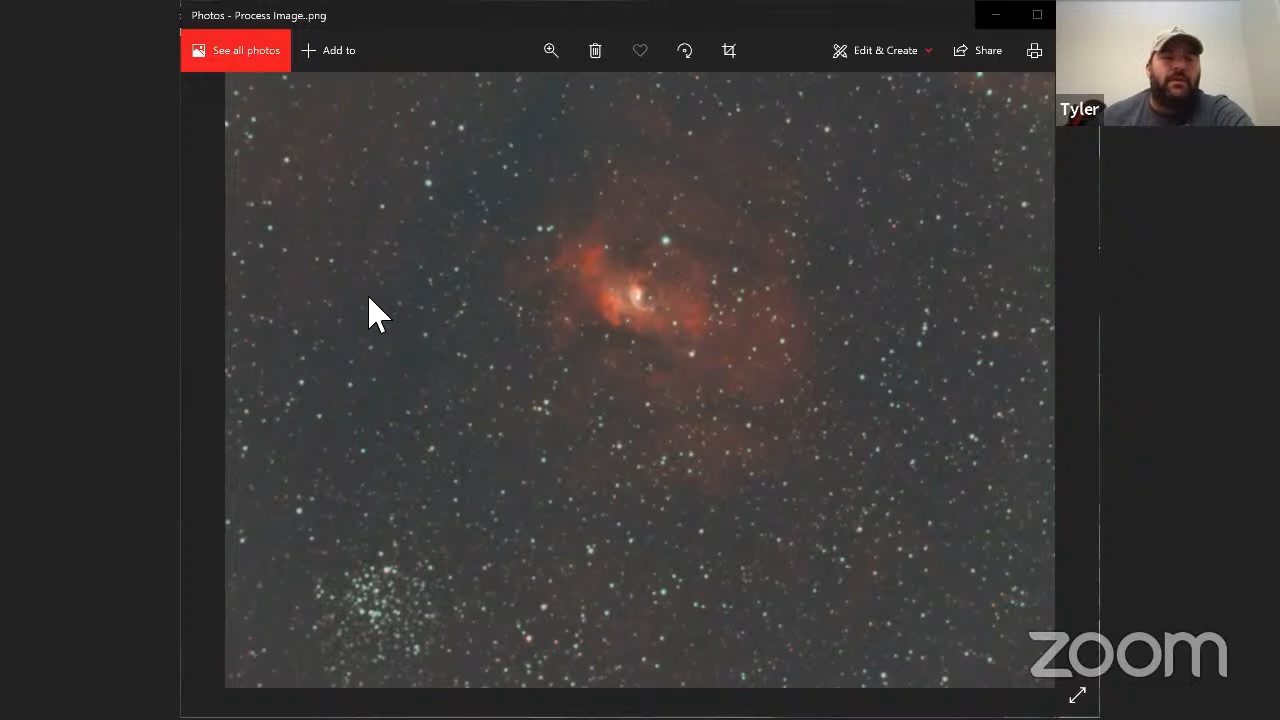 Photos - Process Image..png
See all photos
Add to
Edit & Create
Share
Tyler
zoom